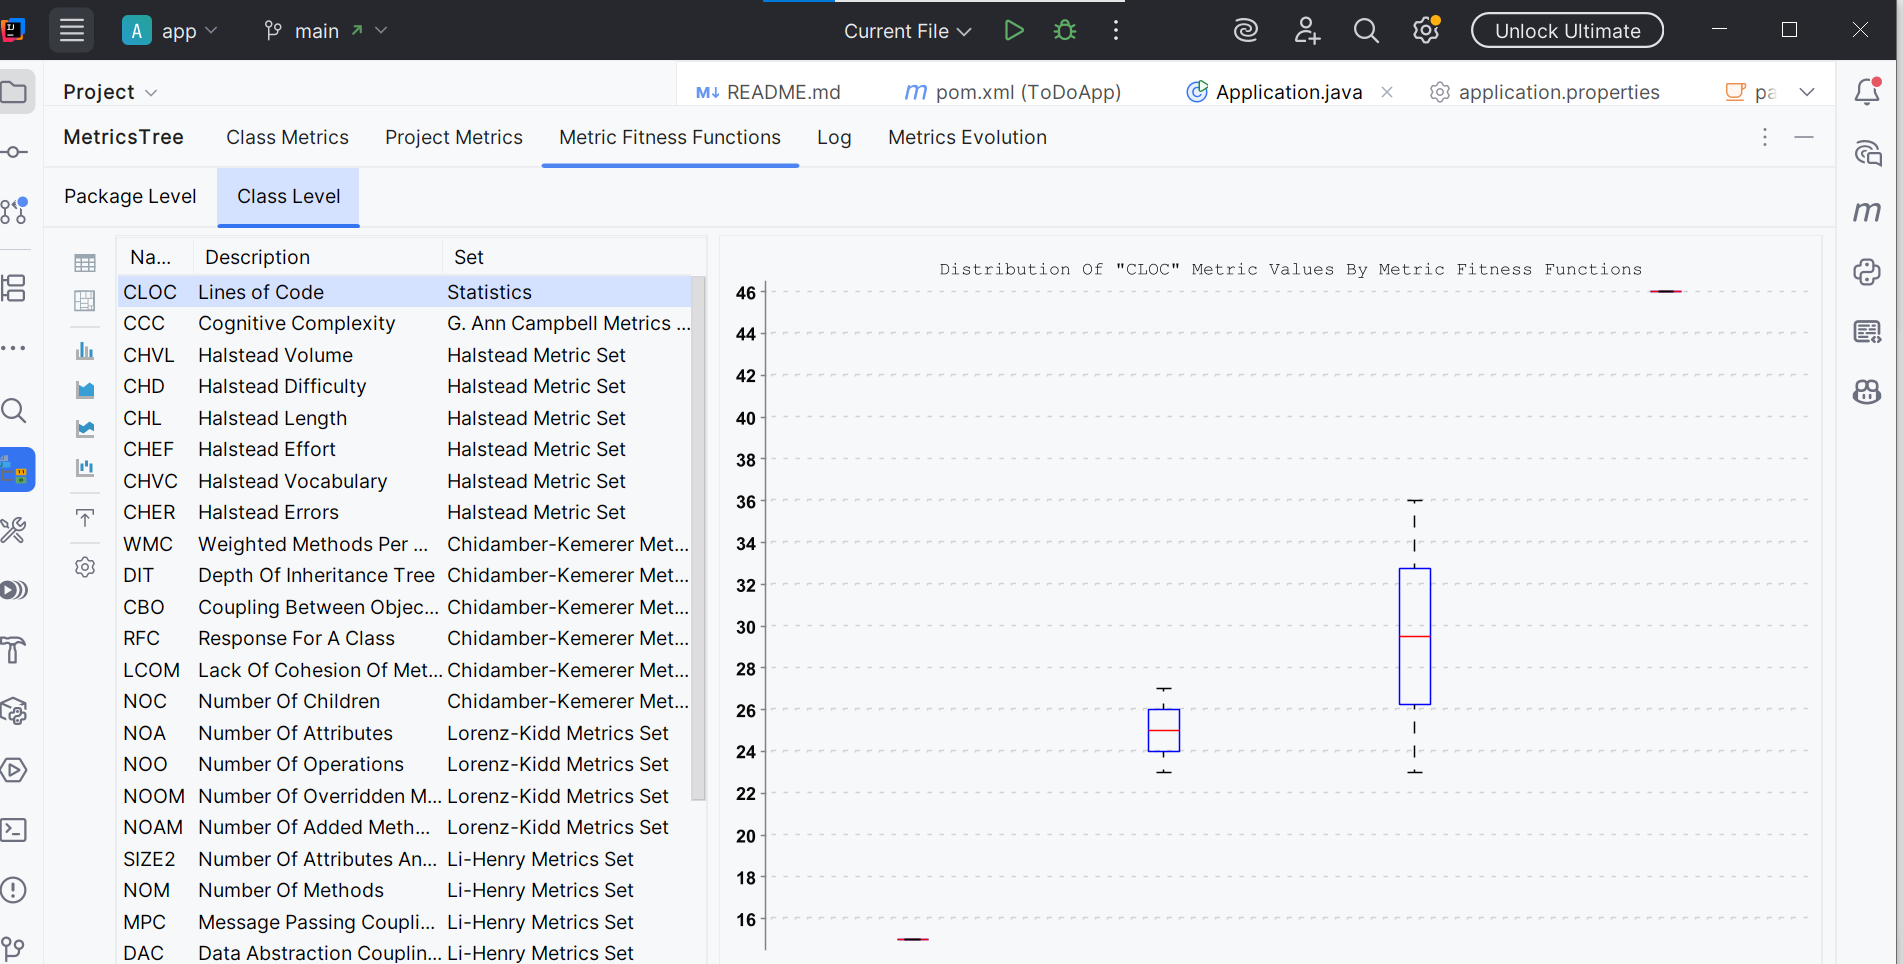 A app main Current File Unlock Ultimate
Project M↓ README.md m pom.xml (ToDoApp) Application.java application.properties pa
MetricsTree Class Metrics Project Metrics Metric Fitness Functions Log Metrics Evolution
Package Level Class Level
Na... Description Set
CLOC Lines of Code Statistics
CCC Cognitive Complexity G. Ann Campbell Metrics ...
CHVL Halstead Volume Halstead Metric Set
CHD Halstead Difficulty Halstead Metric Set
CHL Halstead Length Halstead Metric Set
CHEF Halstead Effort Halstead Metric Set
CHVC Halstead Vocabulary Halstead Metric Set
CHER Halstead Errors Halstead Metric Set
WMC Weighted Methods Per ... Chidamber-Kemerer Met...
DIT Depth Of Inheritance Tree Chidamber-Kemerer Met...
CBO Coupling Between Objec... Chidamber-Kemerer Met...
RFC Response For A Class Chidamber-Kemerer Met...
LCOM Lack Of Cohesion Of Met... Chidamber-Kemerer Met...
NOC Number Of Children Chidamber-Kemerer Met...
NOA Number Of Attributes Lorenz-Kidd Metrics Set
NOO Number Of Operations Lorenz-Kidd Metrics Set
NOOM Number Of Overridden M... Lorenz-Kidd Metrics Set
NOAM Number Of Added Meth... Lorenz-Kidd Metrics Set
SIZE2 Number Of Attributes An... Li-Henry Metrics Set
NOM Number Of Methods Li-Henry Metrics Set
MPC Message Passing Coupli... Li-Henry Metrics Set
DAC Data Abstraction Couplin... Li-Henry Metrics Set
Distribution Of "CLOC" Metric Values By Metric Fitness Functions
46
44
42
40
38
36
34
32
30
28
26
24
22
20
18
16
m